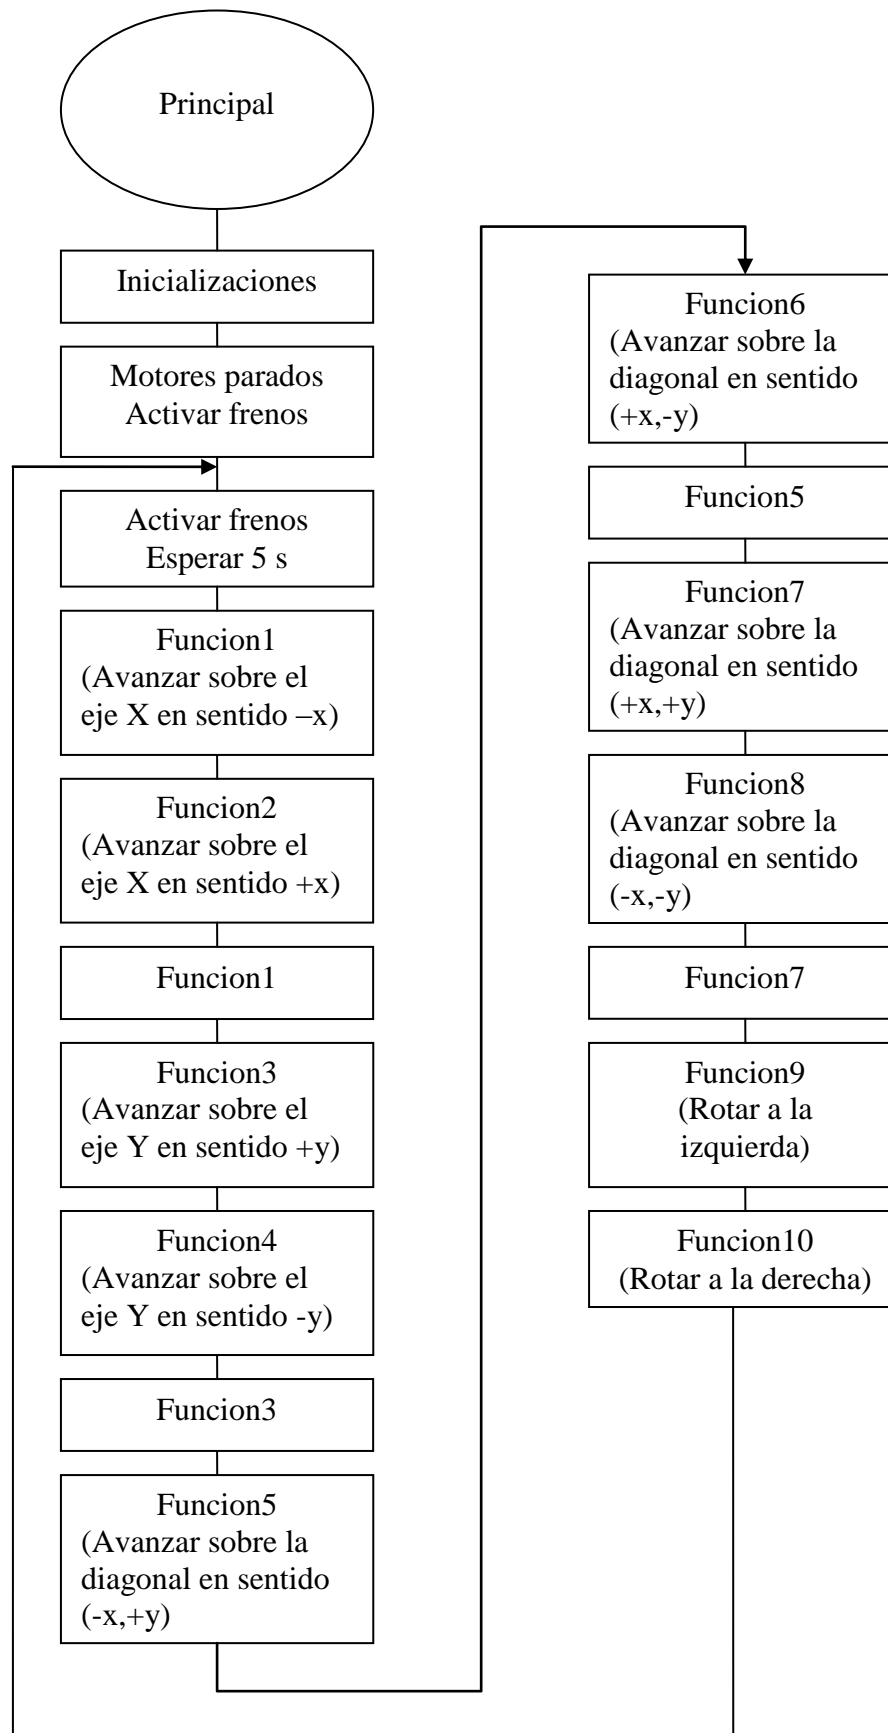 Principal
Inicializaciones
Motores parados
Activar frenos
Activar frenos
Esperar 5 s
Funcion1
(Avanzar sobre el
eje X en sentido –x)
Funcion2
(Avanzar sobre el
eje X en sentido +x)
Funcion1
Funcion3
(Avanzar sobre el
eje Y en sentido +y)
Funcion4
(Avanzar sobre el
eje Y en sentido -y)
Funcion3
Funcion5
(Avanzar sobre la
diagonal en sentido
(-x,+y)
Funcion6
(Avanzar sobre la
diagonal en sentido
(+x,-y)
Funcion5
Funcion7
(Avanzar sobre la
diagonal en sentido
(+x,+y)
Funcion8
(Avanzar sobre la
diagonal en sentido
(-x,-y)
Funcion7
Funcion9
(Rotar a la
izquierda)
Funcion10
(Rotar a la derecha)